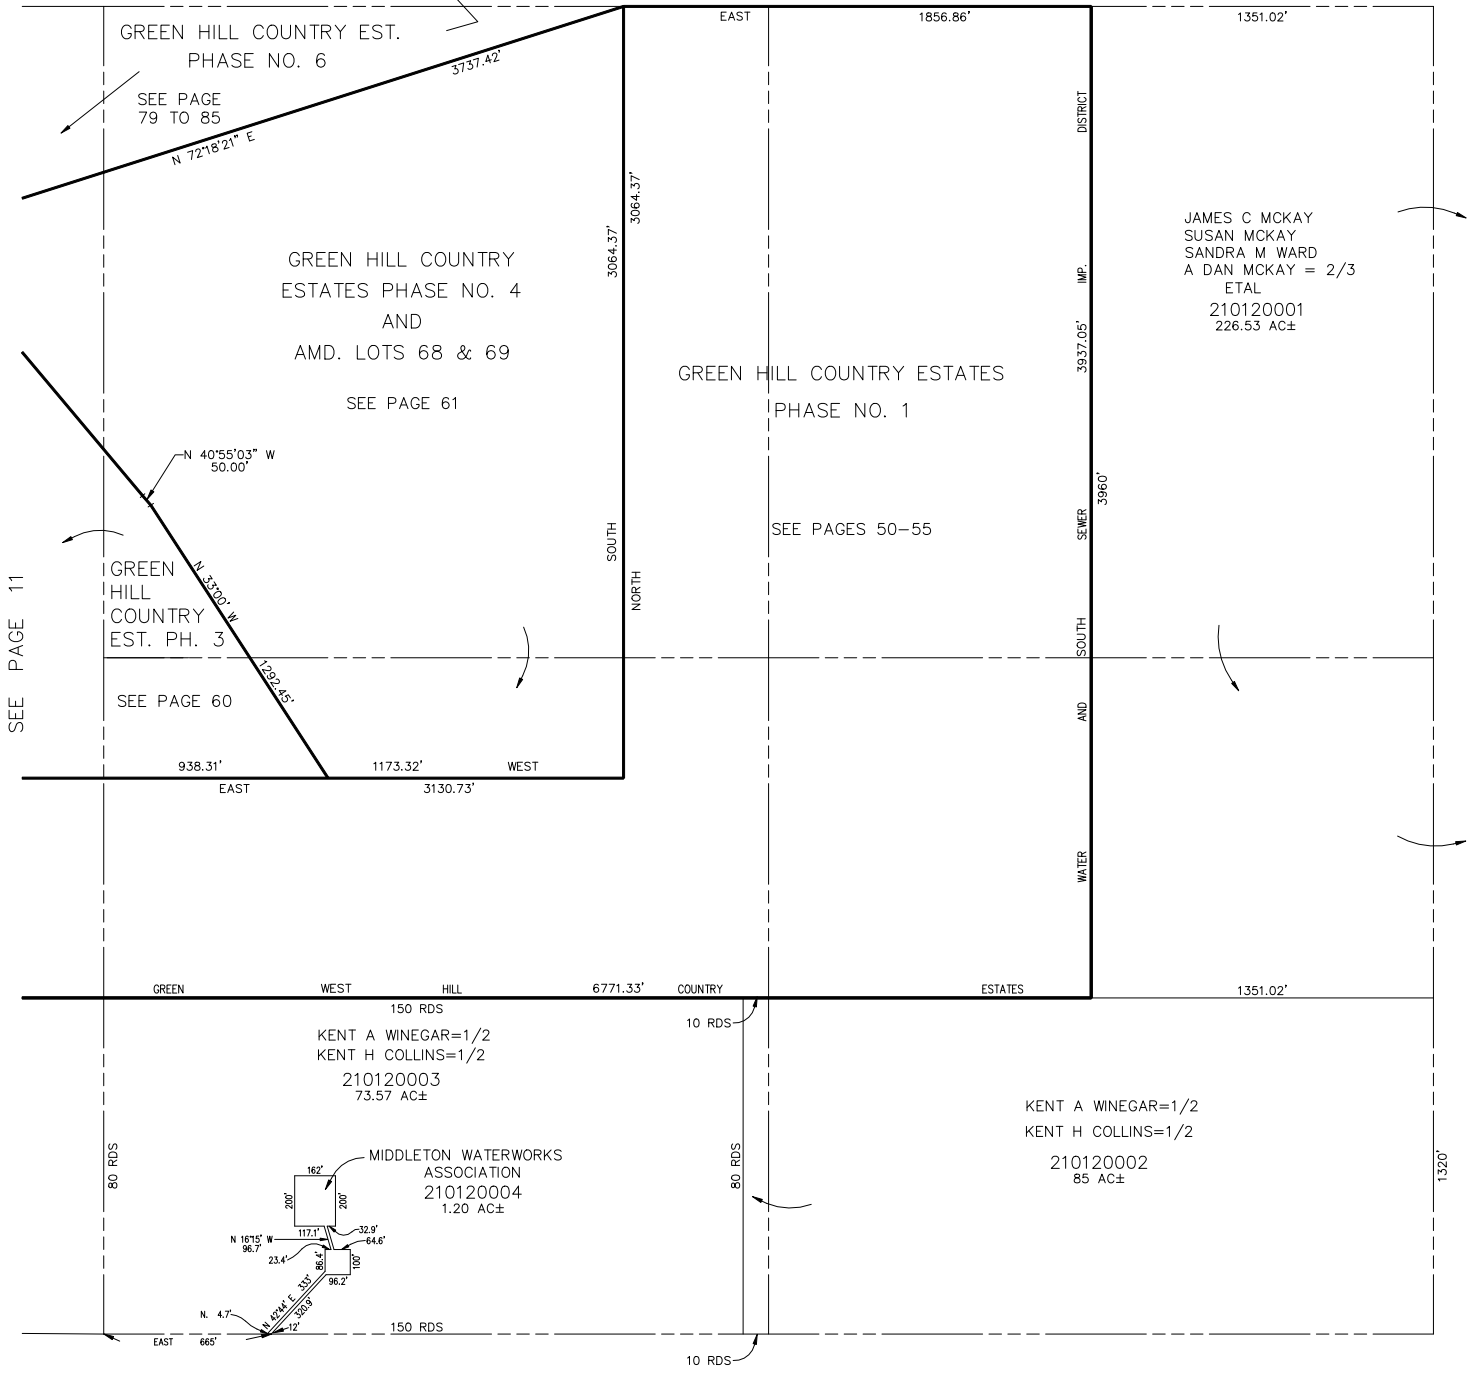 GREEN HILL COUNTRY EST.
PHASE NO. 6
SEE PAGE
79 TO 85
3737.42'
N 72°18'21" E
EAST
1856.86'
1351.02'
GREEN HILL COUNTRY
ESTATES PHASE NO. 4
AND
AMD. LOTS 68 & 69
SEE PAGE 61
3064.37'
SOUTH
3064.37'
NORTH
GREEN HILL COUNTRY ESTATES
PHASE NO. 1
SEE PAGES 50-55
DISTRICT
IMP.
3937.05'
SEWER
SOUTH
AND
WATER
3960'
JAMES C MCKAY
SUSAN MCKAY
SANDRA M WARD
A DAN MCKAY = 2/3
ETAL
210120001
226.53 AC±
N 40°55'03" W
50.00'
N 33°00' W
1292.45'
GREEN
HILL
COUNTRY
EST. PH. 3
SEE PAGE 60
SEE PAGE 11
938.31'
1173.32'
WEST
EAST
3130.73'
GREEN
WEST
HILL
6771.33'
COUNTRY
ESTATES
1351.02'
150 RDS
10 RDS
KENT A WINEGAR=1/2
KENT H COLLINS=1/2
210120003
73.57 AC±
80 RDS
80 RDS
KENT A WINEGAR=1/2
KENT H COLLINS=1/2
210120002
85 AC±
1320'
MIDDLETON WATERWORKS
ASSOCIATION
210120004
1.20 AC±
162'
200'
200'
117.1'
32.9'
N 16°15' W
96.7'
64.6'
23.4'
86.4'
100'
96.2'
N 42°44' E 333'
320.9'
N. 4.7'
12'
EAST 665'
150 RDS
10 RDS